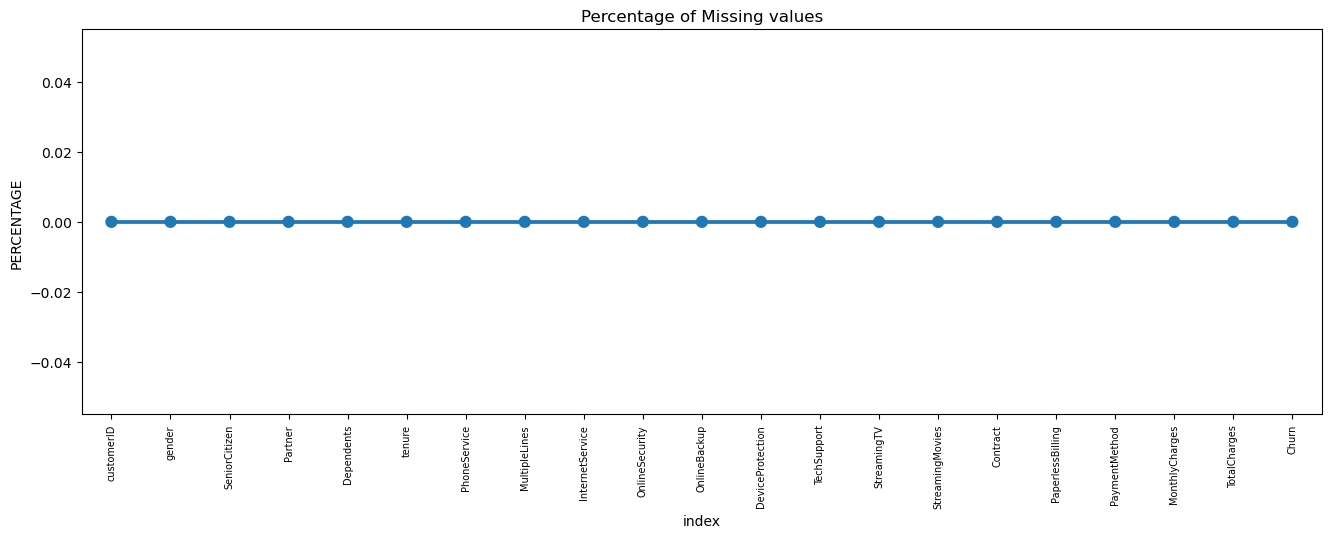 Percentage of Missing values
PERCENTAGE
0.04
0.02
0.00
−0.02
−0.04
customerID
gender
SeniorCitizen
Partner
Dependents
tenure
PhoneService
MultipleLines
InternetService
OnlineSecurity
OnlineBackup
DeviceProtection
TechSupport
StreamingTV
StreamingMovies
Contract
PaperlessBilling
PaymentMethod
MonthlyCharges
TotalCharges
Churn
index